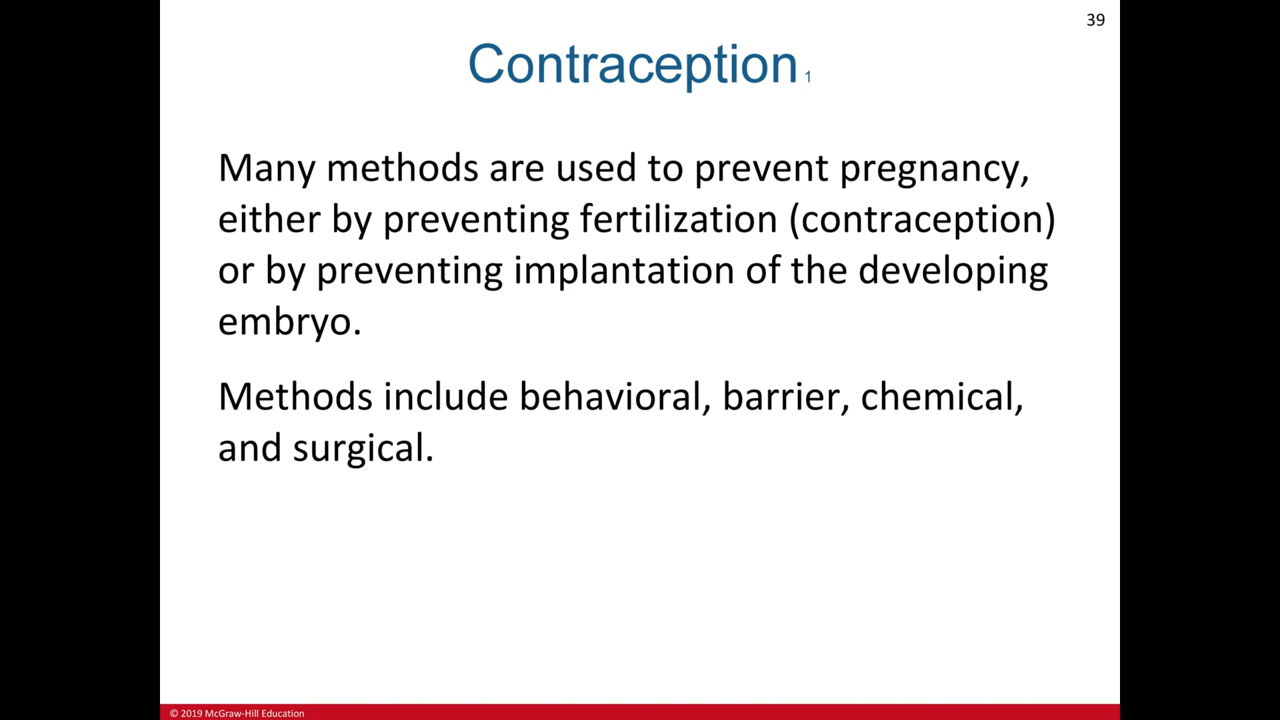 39
Contraception 1
Many methods are used to prevent pregnancy,
either by preventing fertilization (contraception)
or by preventing implantation of the developing
embryo.
Methods include behavioral, barrier, chemical,
and surgical.
© 2019 McGraw-Hill Education